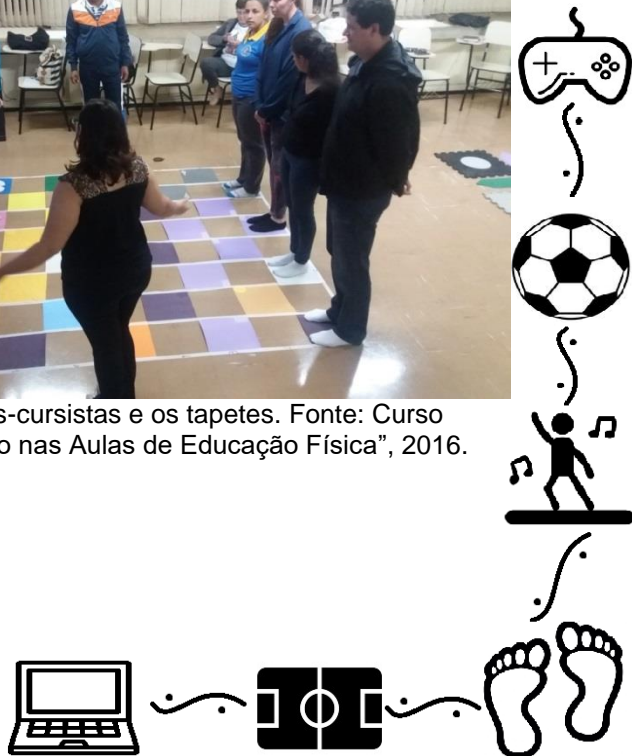 s-cursistas e os tapetes. Fonte: Curso
o nas Aulas de Educação Física”, 2016.